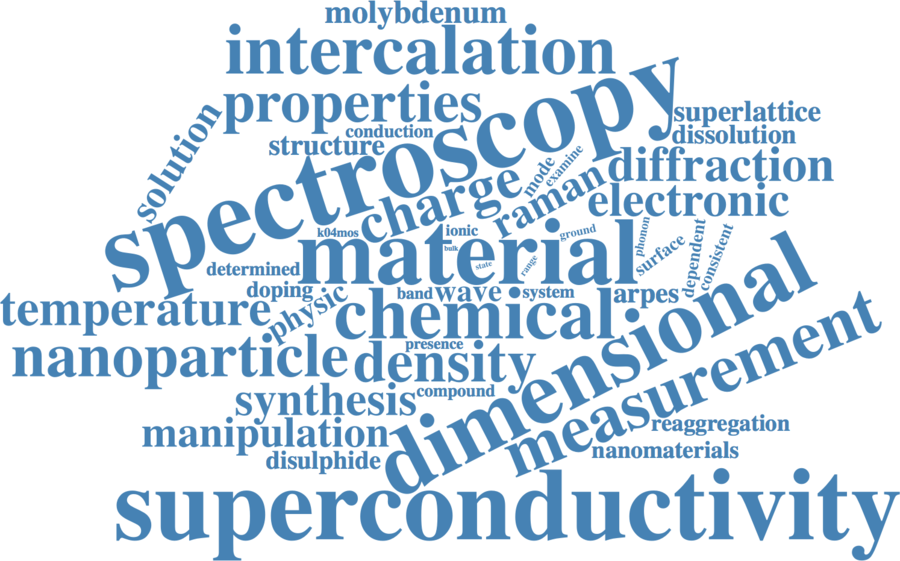 molybdenum
intercalation
properties
spectroscopy
superlattice
conduction
dissolution
structure
solution
mode
examine
diffraction
charge
raman
electronic
k04mos
ionic
ground
phonon
material
bulk
surface
dependent
consistent
state
range
determined
doping
physic
band
wave
system
arpes
temperature
chemical
dimensional
nanoparticle
presence
density
measurement
synthesis
compound
manipulation
reaggregation
disulphide
nanomaterials
superconductivity